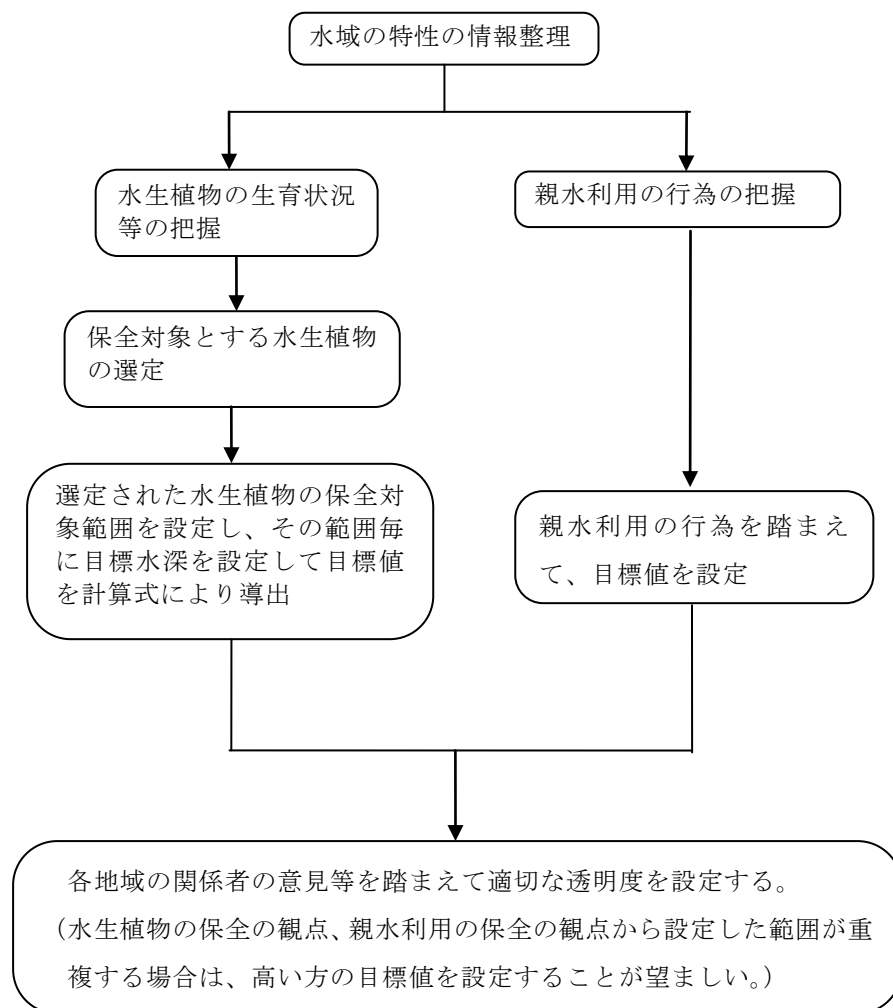 水域の特性の情報整理
水生植物の生育状況
等の把握
親水利用の行為の把握
保全対象とする水生植物
の選定
選定された水生植物の保全対
象範囲を設定し、その範囲毎
に目標水深を設定して目標値
を計算式により導出
親水利用の行為を踏まえ
て、目標値を設定
各地域の関係者の意見等を踏まえて適切な透明度を設定する。
(水生植物の保全の観点、親水利用の保全の観点から設定した範囲が重
複する場合は、高い方の目標値を設定することが望ましい。)